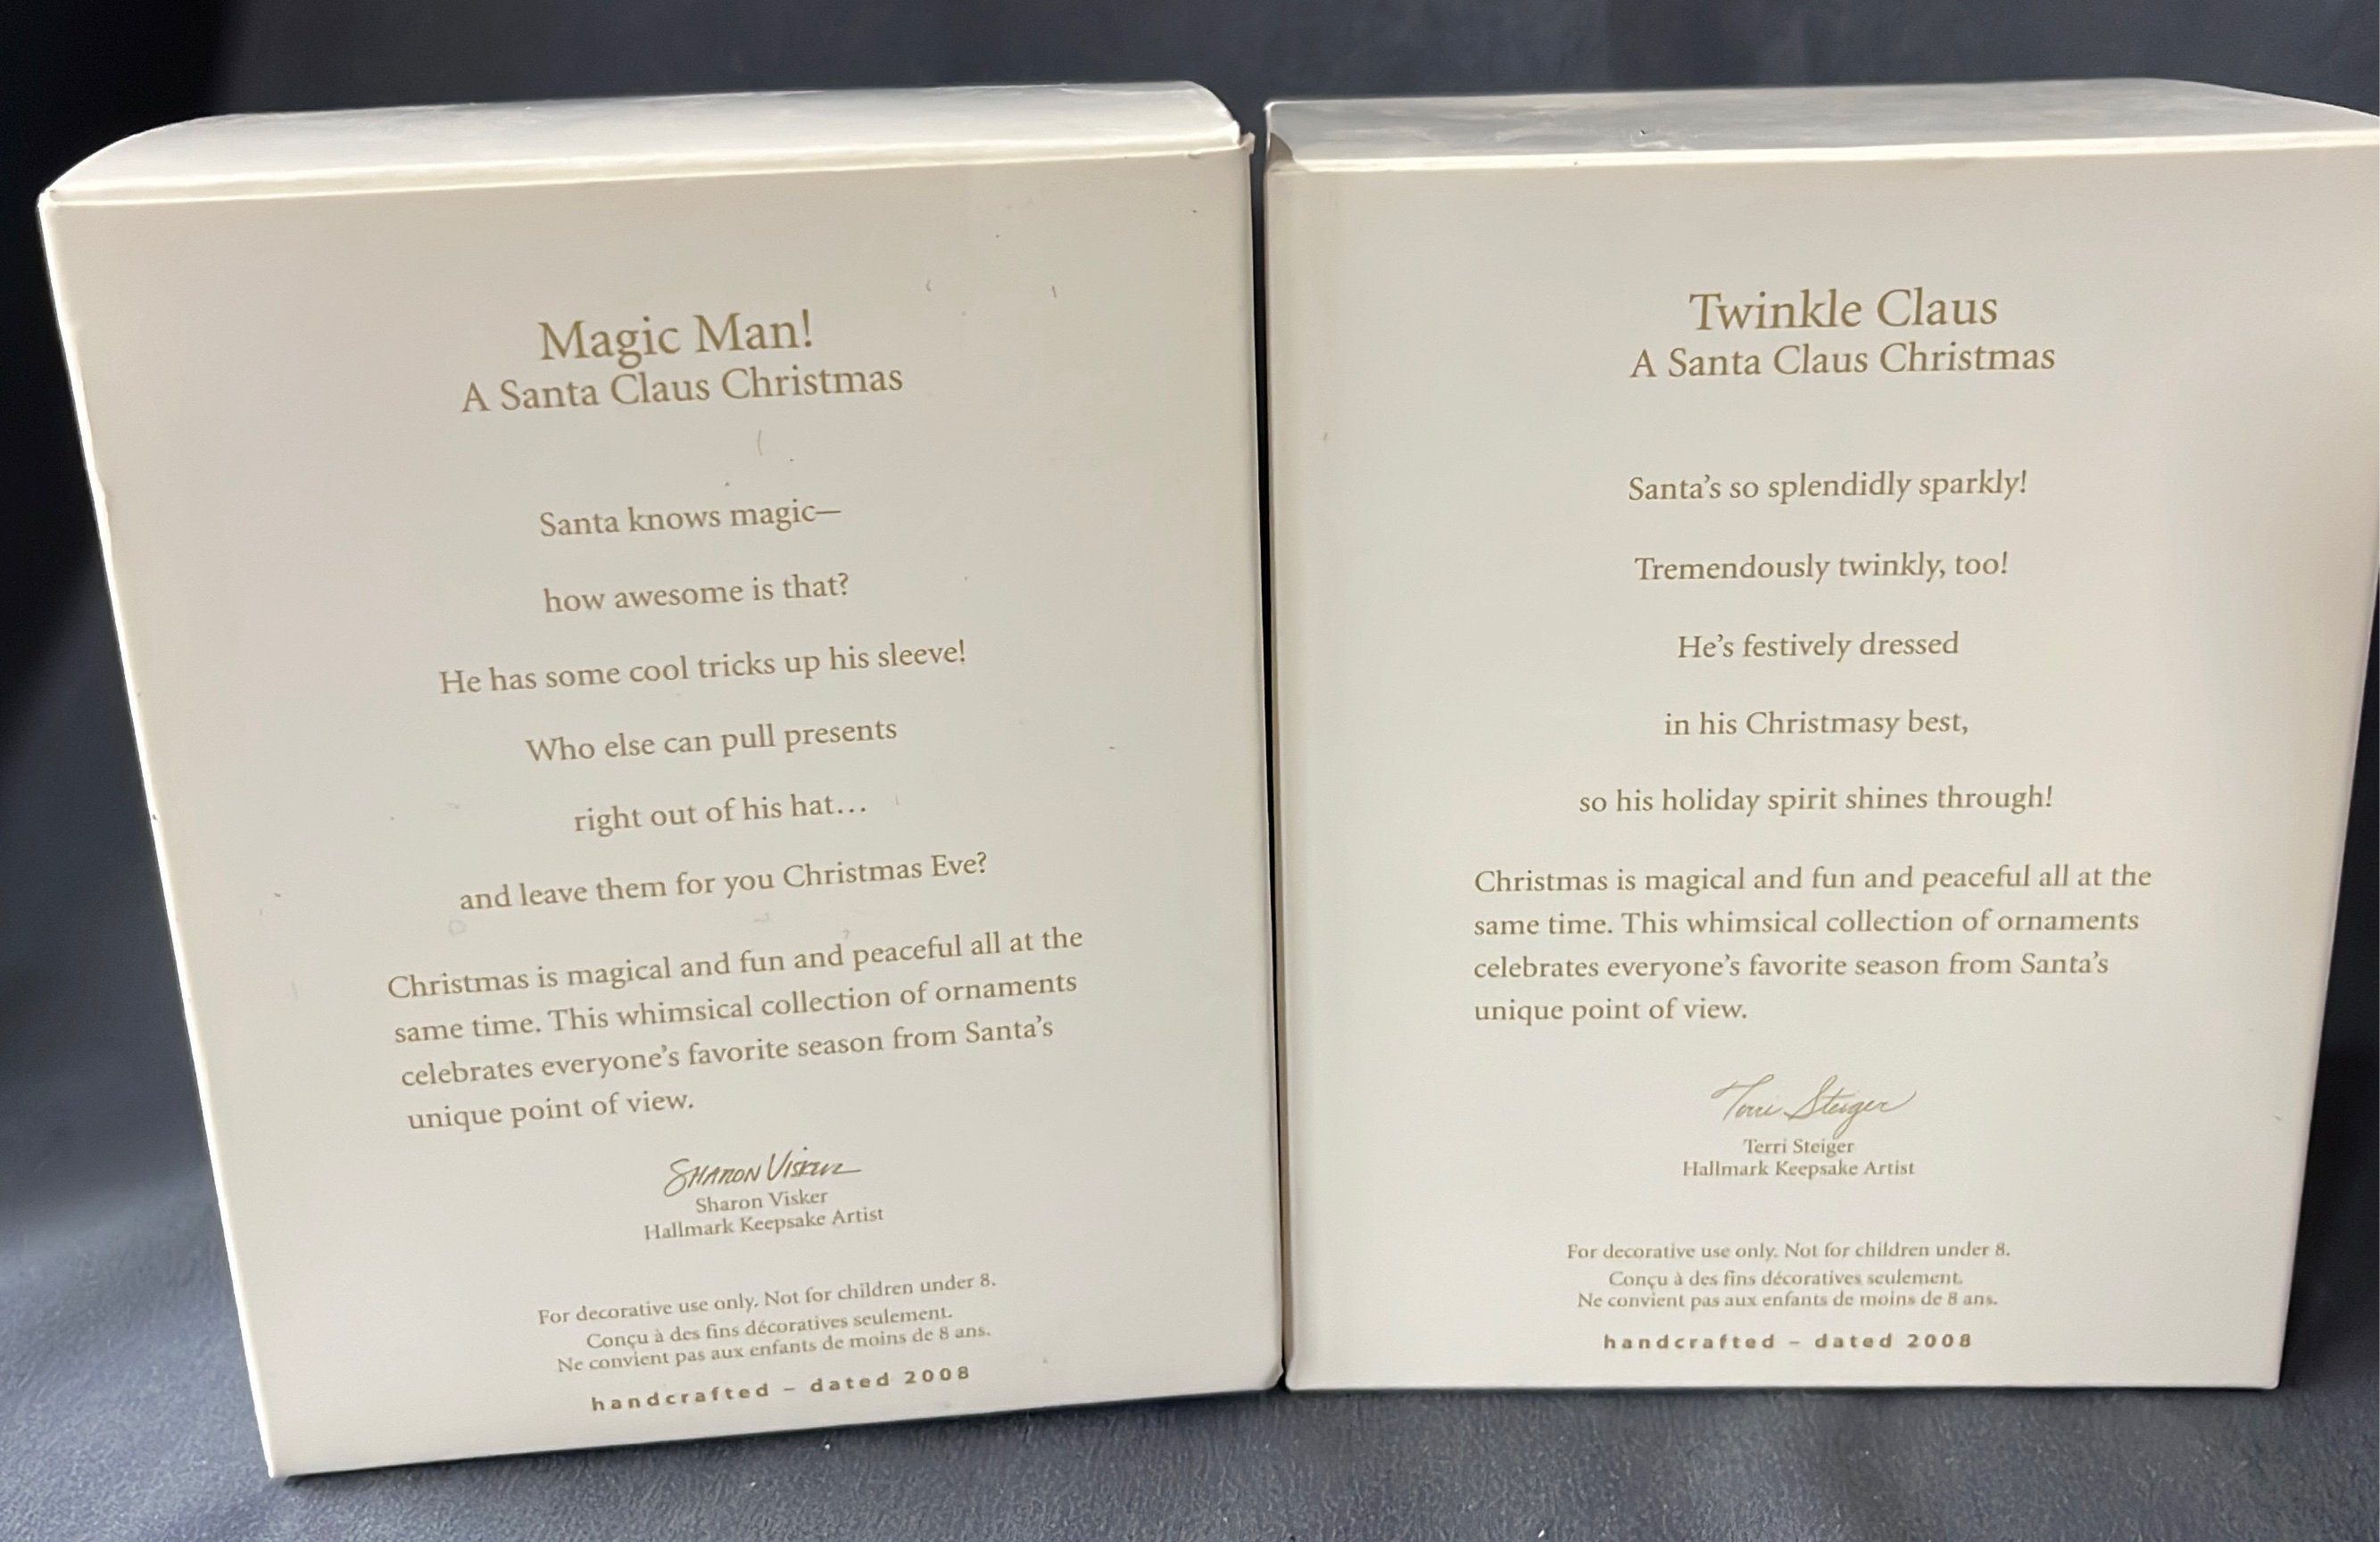 Magic Man!
A Santa Claus Christmas
Santa knows magic—
how awesome is that?
He has some cool tricks up his sleeve!
Who else can pull presents
right out of his hat…
and leave them for you Christmas Eve?
Christmas is magical and fun and peaceful all at the
same time. This whimsical collection of ornaments
celebrates everyone's favorite season from Santa's
unique point of view.
SHARON VISKER
Sharon Visker
Hallmark Keepsake Artist
For decorative use only. Not for children under 8.
Conçu à des fins décoratives seulement.
Ne convient pas aux enfants de moins de 8 ans.
handcrafted – dated 2008
Twinkle Claus
A Santa Claus Christmas
Santa's so splendidly sparkly!
Tremendously twinkly, too!
He's festively dressed
in his Christmasy best,
so his holiday spirit shines through!
Christmas is magical and fun and peaceful all at the
same time. This whimsical collection of ornaments
celebrates everyone's favorite season from Santa's
unique point of view.
Terri Steiger
Terri Steiger
Hallmark Keepsake Artist
For decorative use only. Not for children under 8.
Conçu à des fins décoratives seulement.
Ne convient pas aux enfants de moins de 8 ans.
handcrafted – dated 2008